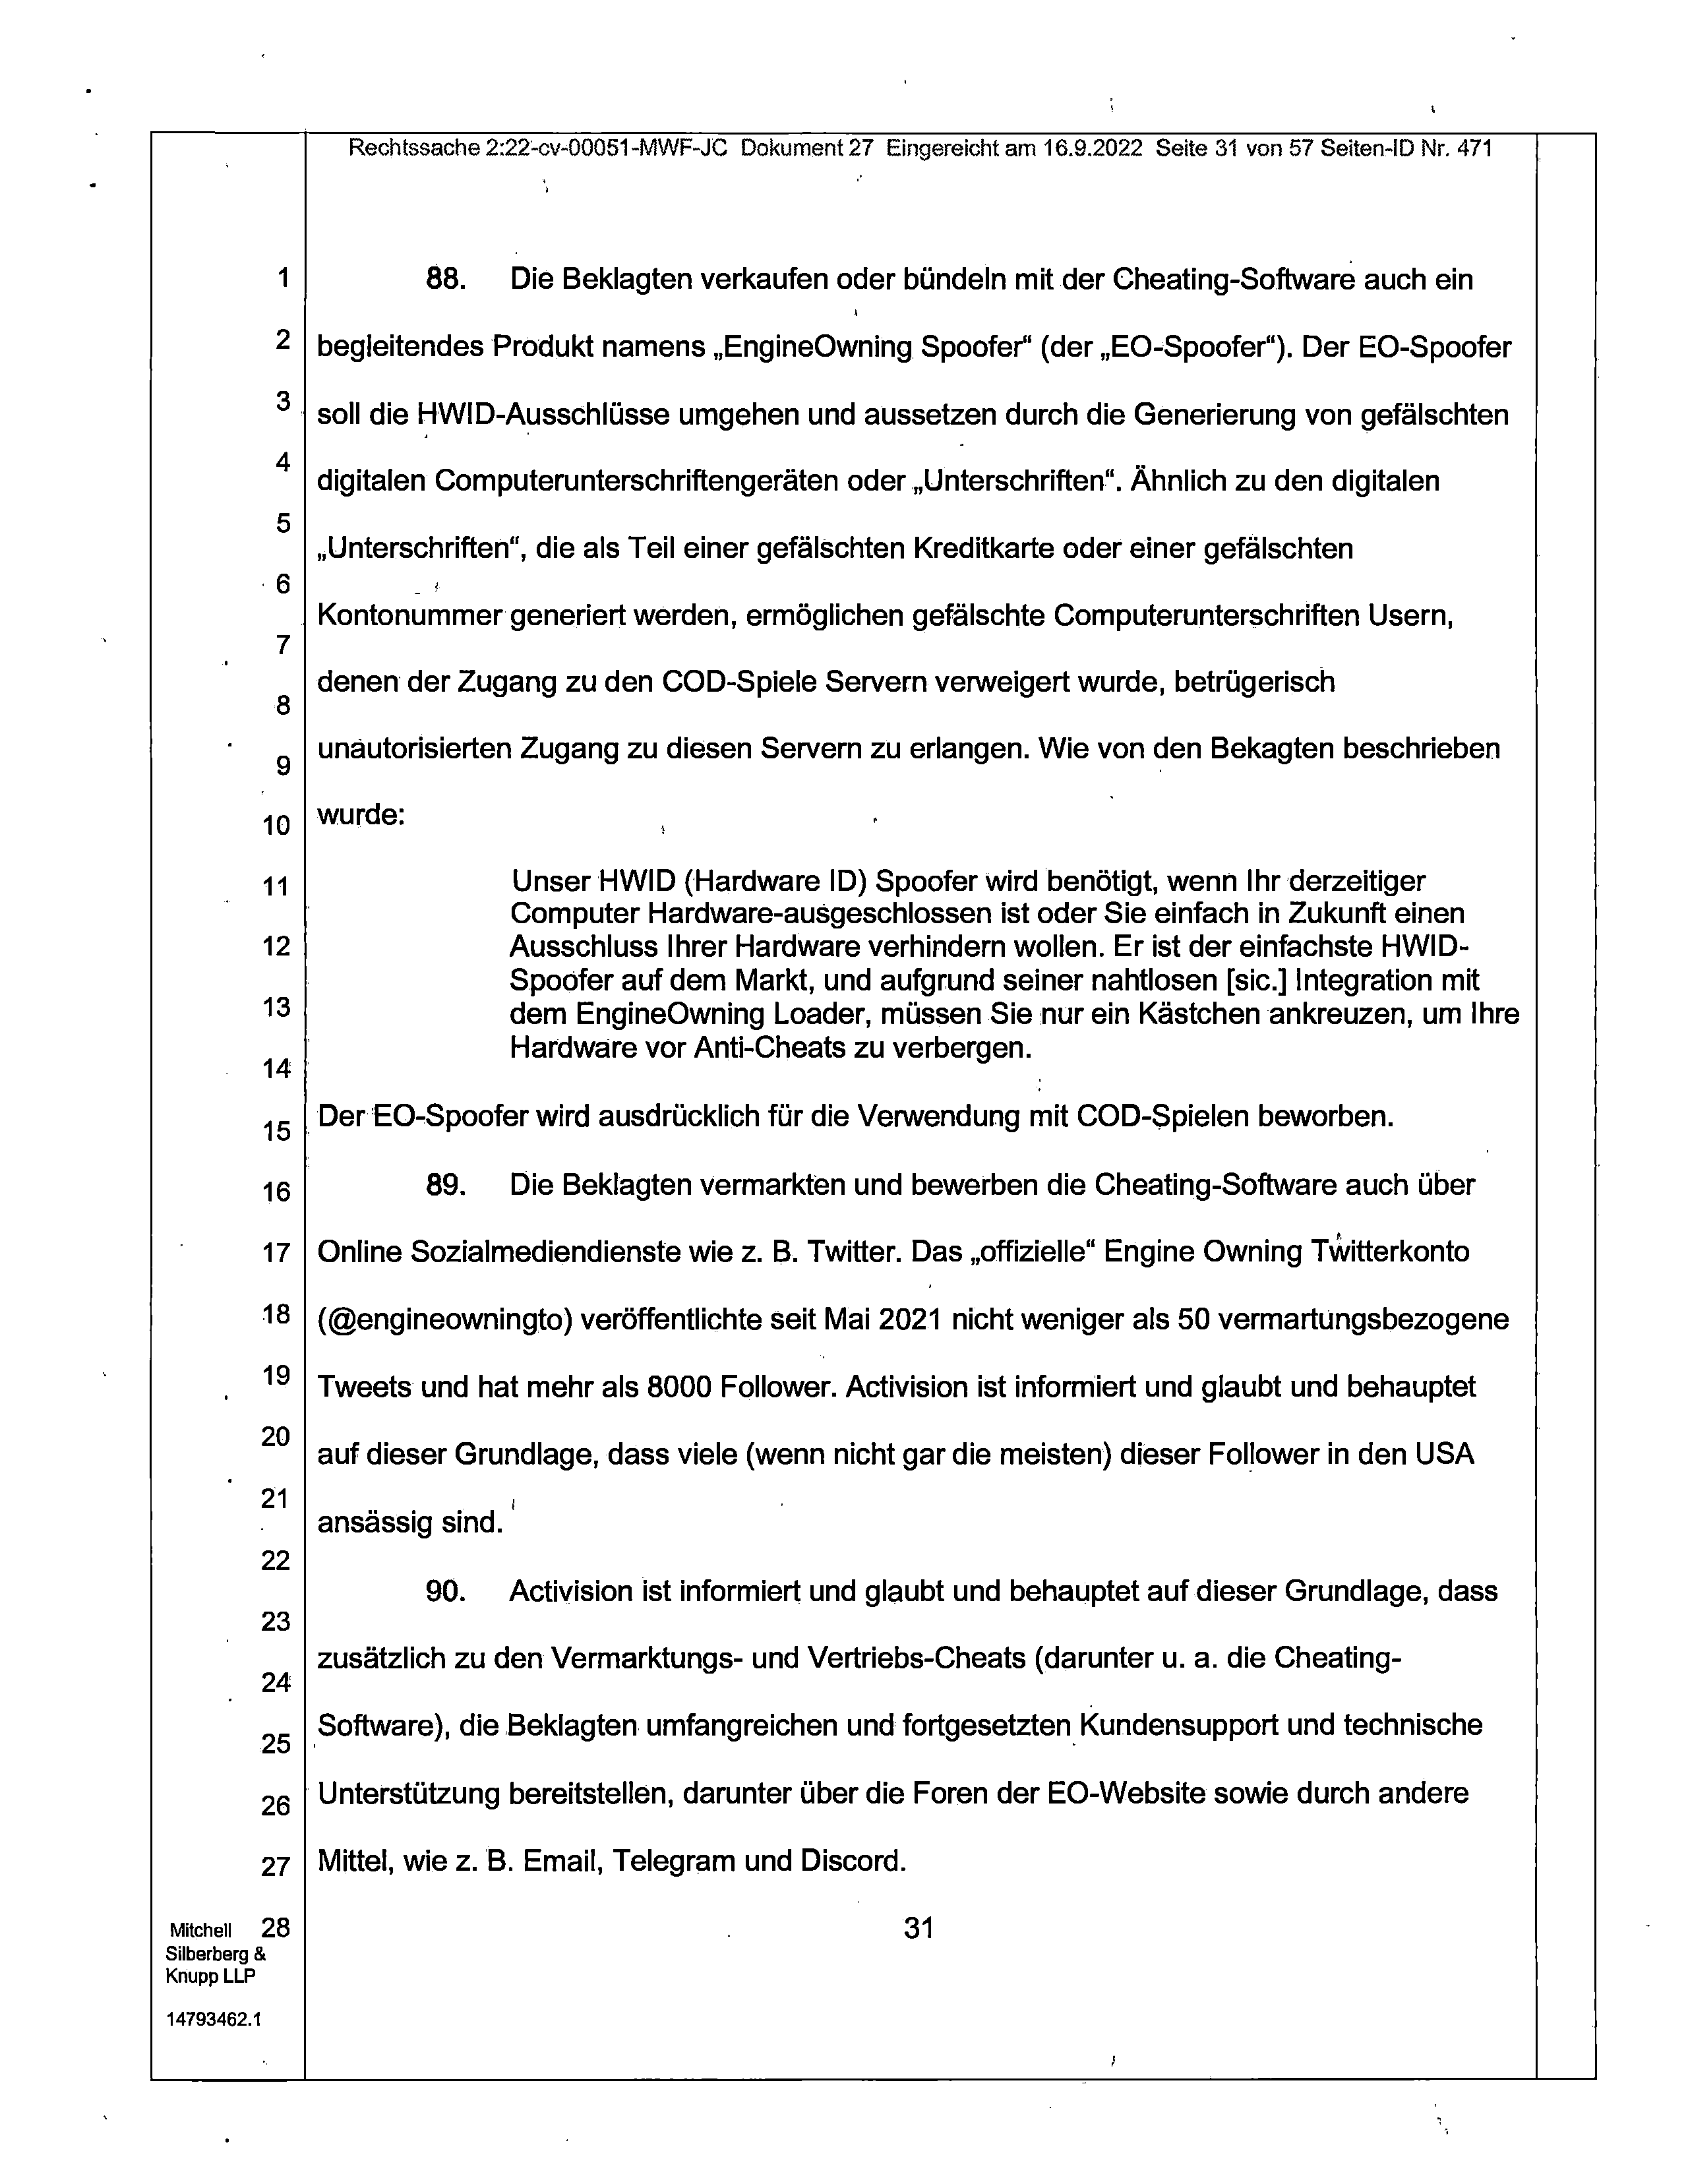 Rechtssache 2:22-cv-00051-MWF-JC Dokument 27 Eingereicht am 16.9.2022 Seite 31 von 57 Seiten-ID Nr. 471
1 88. Die Beklagten verkaufen oder bündeln mit der Cheating-Software auch ein
2 begleitendes Produkt namens „EngineOwning Spoofer“ (der „EO-Spoofer“). Der EO-Spoofer
3 soll die HWID-Ausschlüsse umgehen und aussetzen durch die Generierung von gefälschten
4 digitalen Computerunterschriftengeräten oder „Unterschriften“. Ähnlich zu den digitalen
5 „Unterschriften“, die als Teil einer gefälschten Kreditkarte oder einer gefälschten
6
Kontonummer generiert werden, ermöglichen gefälschte Computerunterschriften Usern,
7
denen der Zugang zu den COD-Spiele Servern verweigert wurde, betrügerisch
8
unautorisierten Zugang zu diesen Servern zu erlangen. Wie von den Bekagten beschrieben
9
10 wurde:
11 Unser HWID (Hardware ID) Spoofer wird benötigt, wenn Ihr derzeitiger
Computer Hardware-ausgeschlossen ist oder Sie einfach in Zukunft einen
12 Ausschluss Ihrer Hardware verhindern wollen. Er ist der einfachste HWID-
Spoofer auf dem Markt, und aufgrund seiner nahtlosen [sic.] Integration mit
13 dem EngineOwning Loader, müssen Sie nur ein Kästchen ankreuzen, um Ihre
Hardware vor Anti-Cheats zu verbergen.
14
15 Der EO-Spoofer wird ausdrücklich für die Verwendung mit COD-Spielen beworben.
16 89. Die Beklagten vermarkten und bewerben die Cheating-Software auch über
17 Online Sozialmediendienste wie z. B. Twitter. Das „offizielle“ Engine Owning Twitterkonto
18 (@engineowningto) veröffentlichte seit Mai 2021 nicht weniger als 50 vermartungsbezogene
19 Tweets und hat mehr als 8000 Follower. Activision ist informiert und glaubt und behauptet
20 auf dieser Grundlage, dass viele (wenn nicht gar die meisten) dieser Follower in den USA
21
ansässig sind.
22
90. Activision ist informiert und glaubt und behauptet auf dieser Grundlage, dass
23
zusätzlich zu den Vermarktungs- und Vertriebs-Cheats (darunter u. a. die Cheating-
24
Software), die Beklagten umfangreichen und fortgesetzten Kundensupport und technische
25
26 Unterstützung bereitstellen, darunter über die Foren der EO-Website sowie durch andere
27 Mittel, wie z. B. Email, Telegram und Discord.
28
31
Mitchell
Silberberg &
Knupp LLP
14793462.1